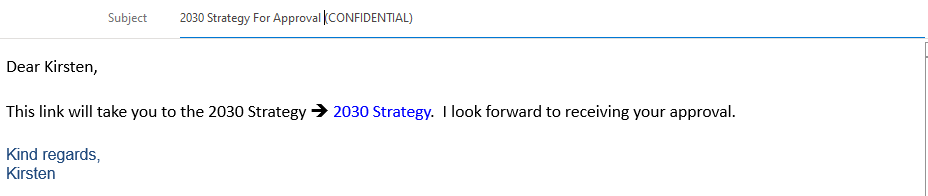 Subject 2030 Strategy For Approval (CONFIDENTIAL)
Dear Kirsten,
This link will take you to the 2030 Strategy → 2030 Strategy. I look forward to receiving your approval.
Kind regards,
Kirsten